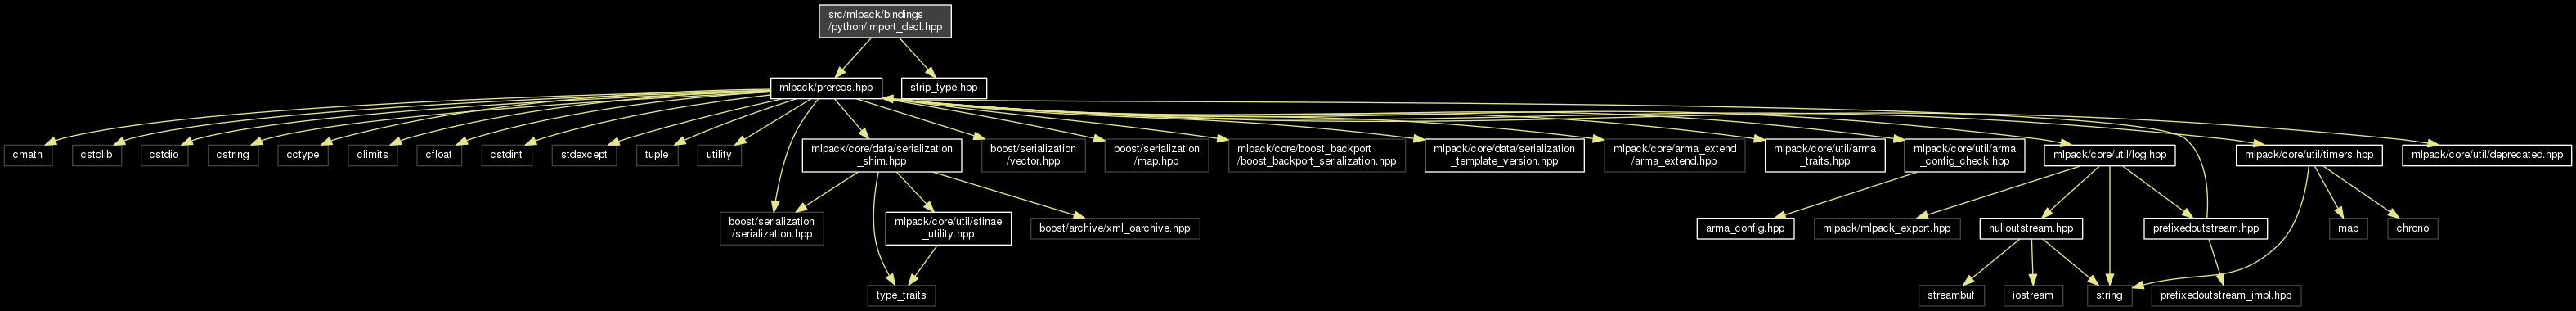 src/mlpack/bindings
/python/import_decl.hpp
mlpack/prereqs.hpp
strip_type.hpp
cmath
cstdlib
cstdio
cstring
cctype
climits
cfloat
cstdint
stdexcept
tuple
utility
mlpack/core/data/serialization
_shim.hpp
boost/serialization
/vector.hpp
boost/serialization
/map.hpp
mlpack/core/boost_backport
/boost_backport_serialization.hpp
mlpack/core/data/serialization
_template_version.hpp
mlpack/core/arma_extend
/arma_extend.hpp
mlpack/core/util/arma
_traits.hpp
mlpack/core/util/arma
_config_check.hpp
mlpack/core/util/log.hpp
mlpack/core/util/timers.hpp
mlpack/core/util/deprecated.hpp
boost/serialization
/serialization.hpp
mlpack/core/util/sfinae
_utility.hpp
boost/archive/xml_oarchive.hpp
arma_config.hpp
mlpack/mlpack_export.hpp
nulloutstream.hpp
prefixedoutstream.hpp
map
chrono
type_traits
streambuf
iostream
string
prefixedoutstream_impl.hpp